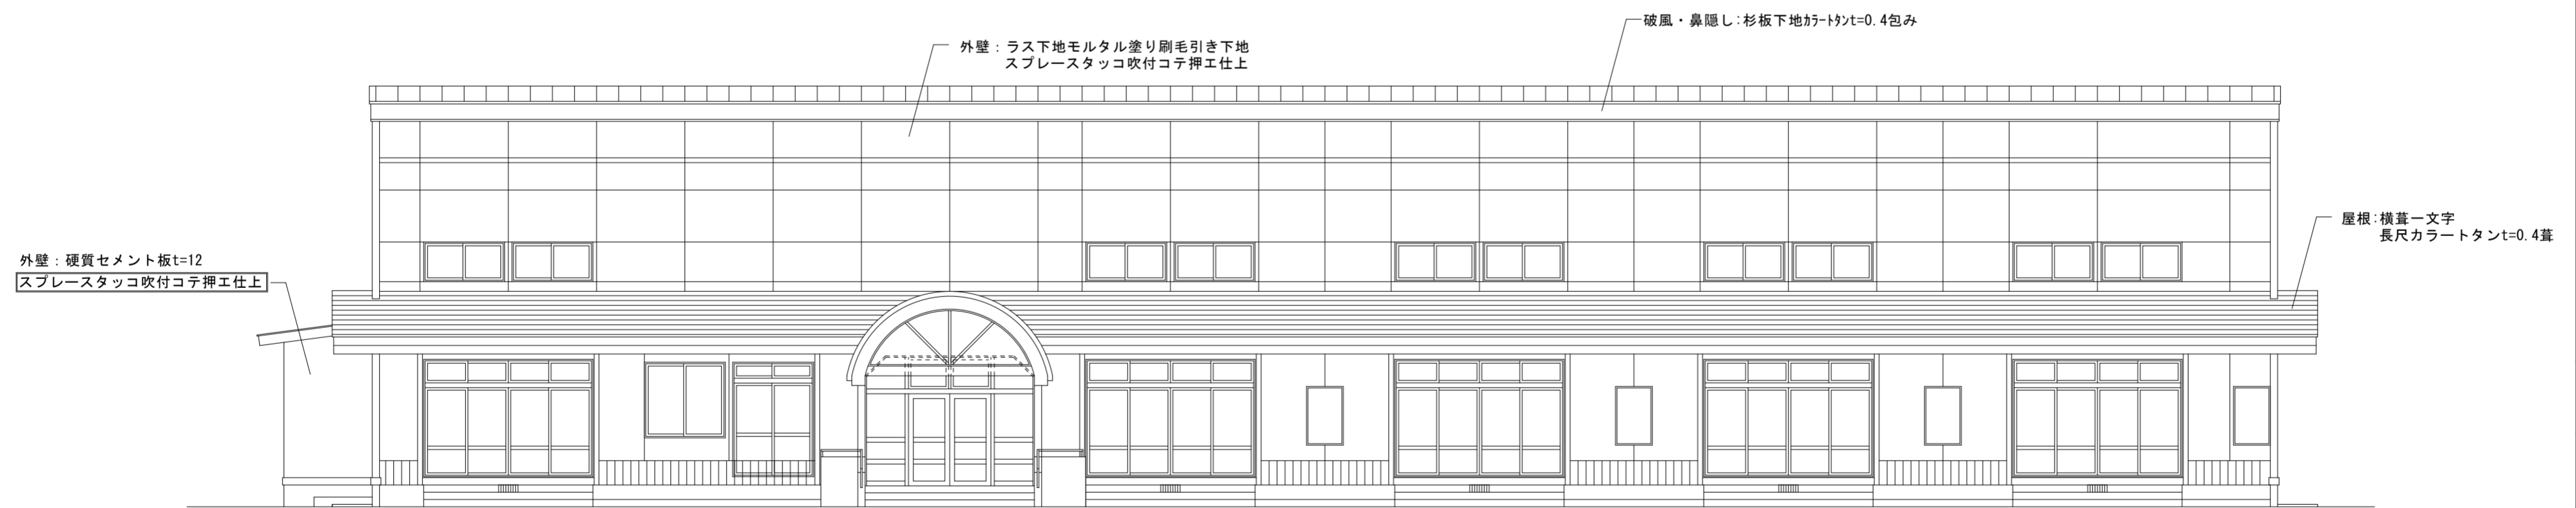 破風・鼻隠し:杉板下地ｶﾗｰﾄﾀﾝt=0.4包み
外壁：ラス下地モルタル塗り刷毛引き下地
スプレースタッコ吹付コテ押エ仕上
屋根:横葺一文字
長尺カラートタンt=0.4葺
外壁：硬質セメント板t=12
スプレースタッコ吹付コテ押エ仕上